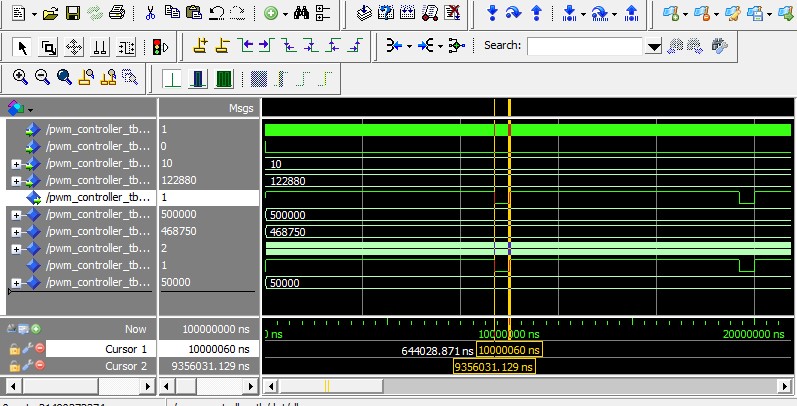 Search:
Msgs
/pwm_controller_tb... 1
/pwm_controller_tb... 0
/pwm_controller_tb... 10 10
/pwm_controller_tb... 122880 122880
/pwm_controller_tb... 1
/pwm_controller_tb... 500000 500000
/pwm_controller_tb... 468750 468750
/pwm_controller_tb... 2
/pwm_controller_tb... 1
/pwm_controller_tb... 50000 50000
Now 100000000 ns ns 10000000 ns 20000000 ns
Cursor 1 10000060 ns 644028.871 ns 10000060 ns
Cursor 2 9356031.129 ns 9356031.129 ns